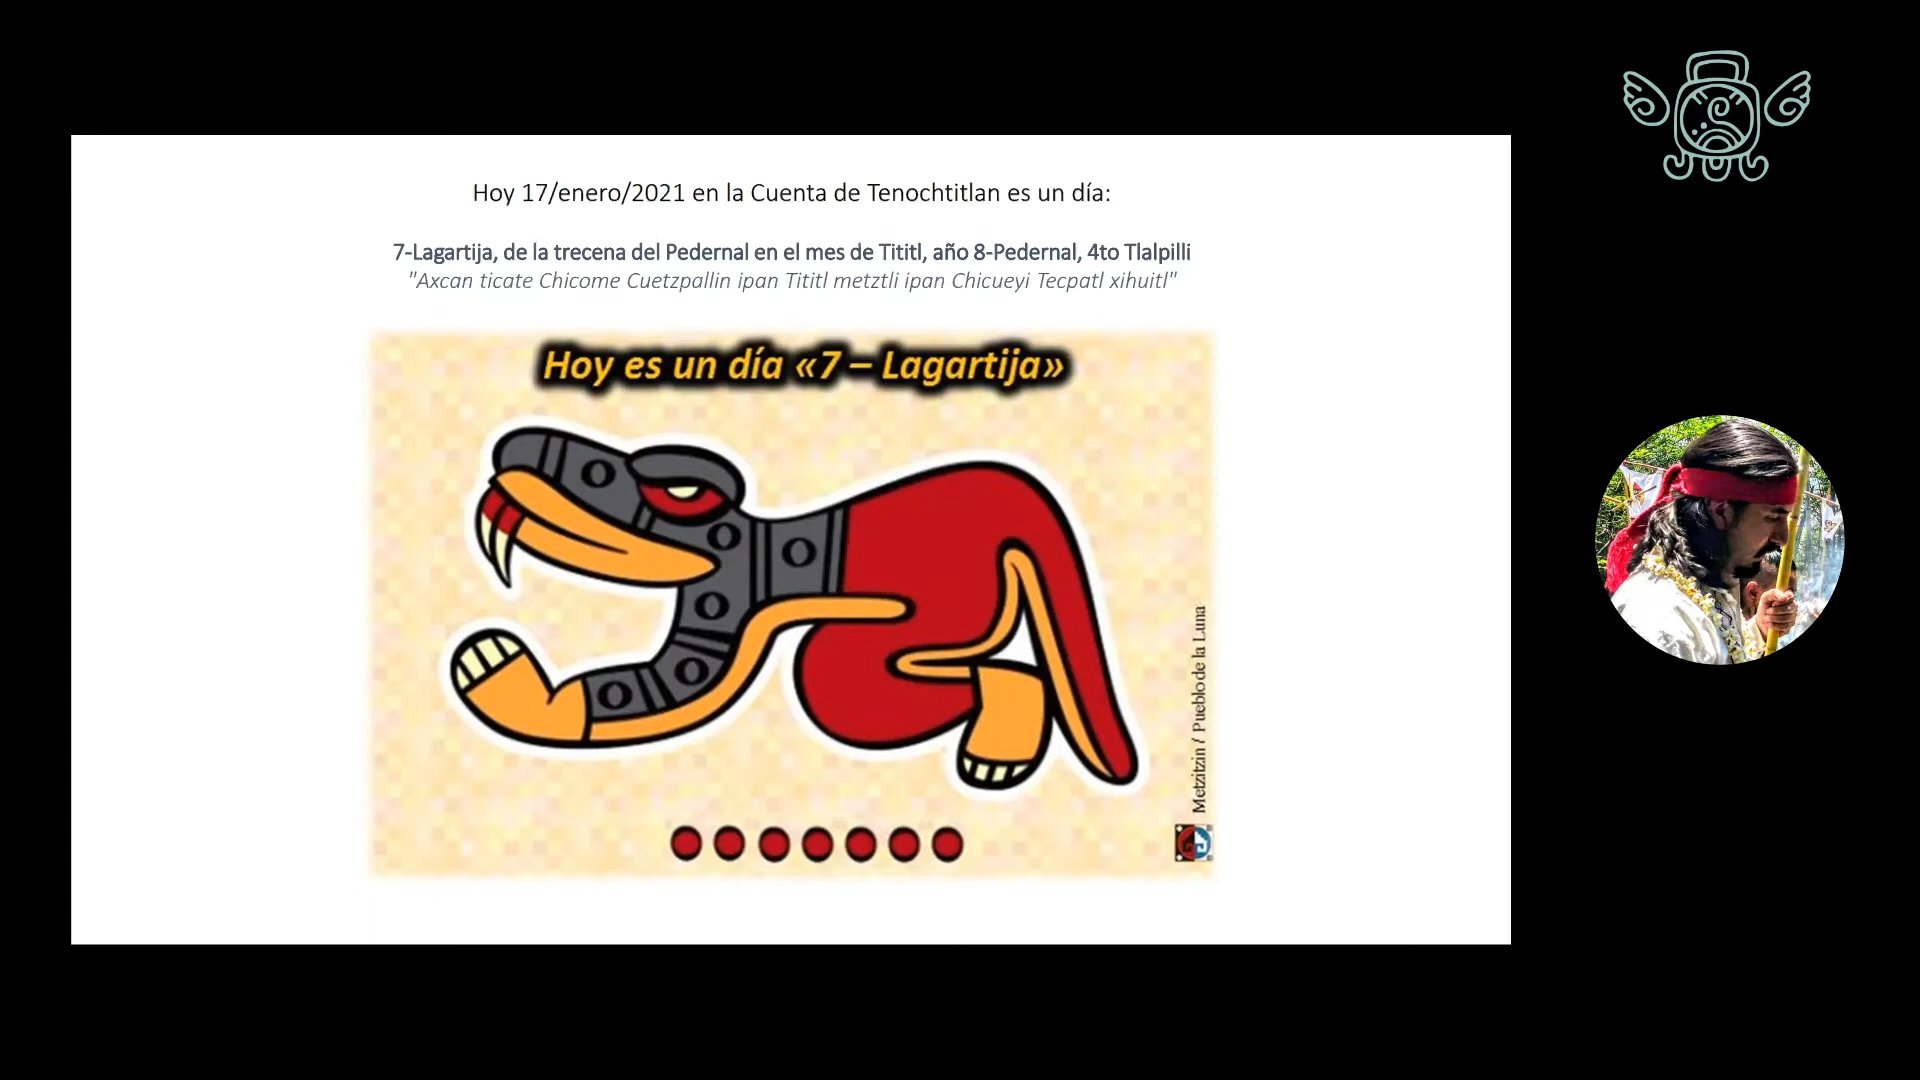 Hoy 17/enero/2021 en la Cuenta de Tenochtitlan es un día:
7-Lagartija, de la trecena del Pedernal en el mes de Tititl, año 8-Pedernal, 4to Tlalpilli
"Axcan ticate Chicome Cuetzpallin ipan Tititl metztli ipan Chicueyi Tecpatl xihuitl"
Hoy es un día «7 – Lagartija»
Metzitzin / Pueblo de la Luna